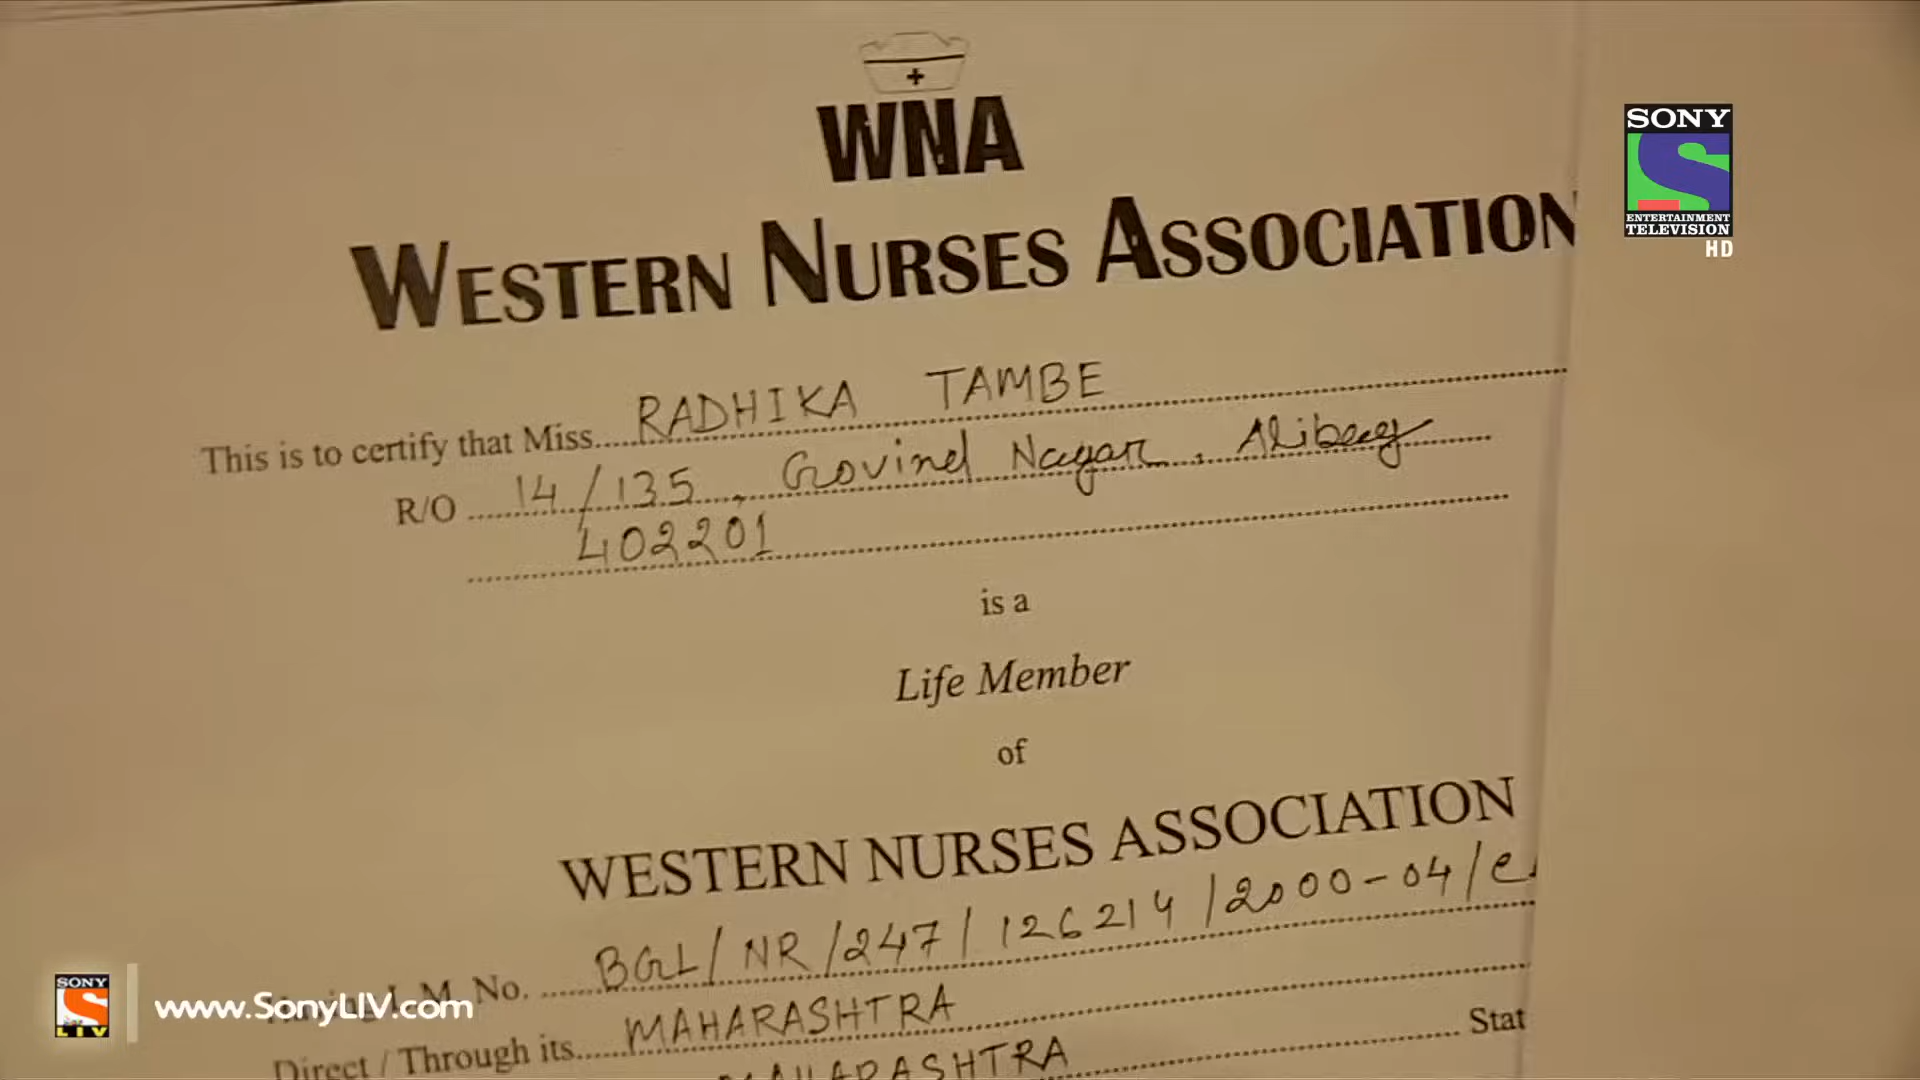 WNA
WESTERN NURSES ASSOCIATION
This is to certify that Miss.....RADHIKA TAMBE
R/O 14/135, Govind Nagar, Alibag
402201
is a
Life Member
of
WESTERN NURSES ASSOCIATION
I. M. No. BGL/NR/247/126214/2000-04/
Direct / Through its.....MAHARASHTRA
MAHARASHTRA Stat
SONY
ENTERTAINMENT
TELEVISION
HD
SONY
LIV
www.SonyLIV.com